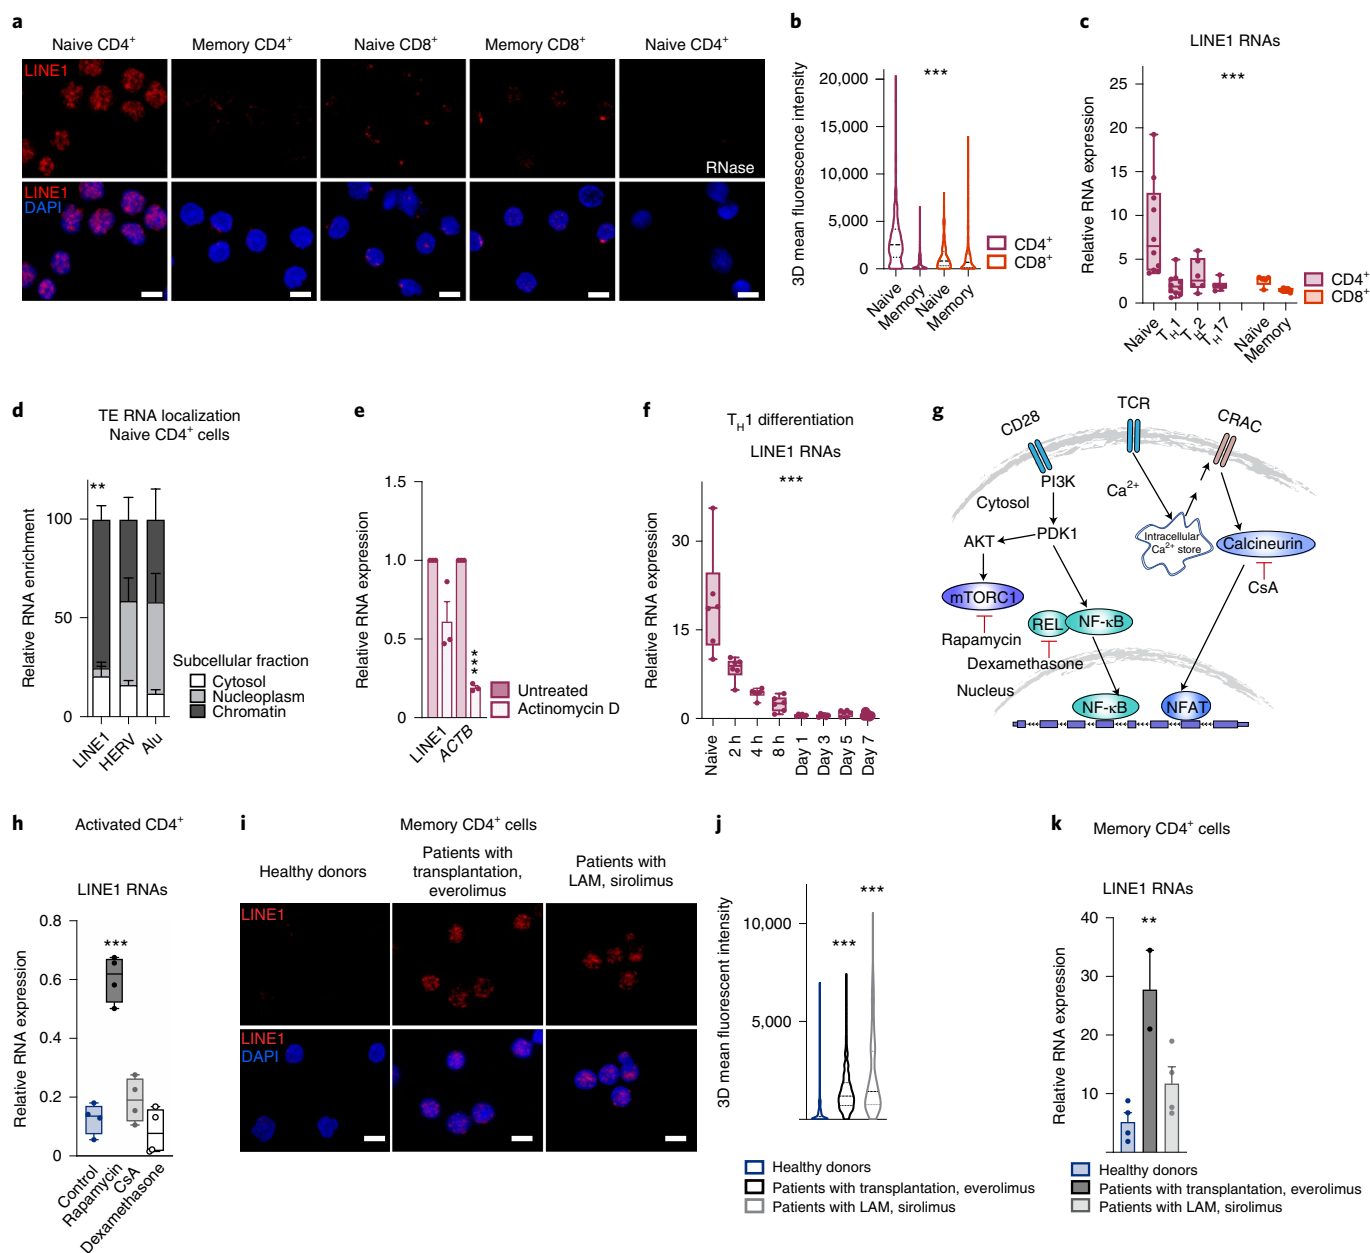 a
Naive CD4+
Memory CD4+
Naive CD8+
Memory CD8+
Naive CD4+
LINE1
RNase
LINE1
DAPI
b
3D mean fluorescence intensity
20,000
15,000
10,000
5,000
0
***
Naive
Memory
Naive
Memory
CD4+
CD8+
c
LINE1 RNAs
Relative RNA expression
25
20
15
10
5
0
***
Naive
TH1
TH2
TH17
Naïve
Memory
CD4+
CD8+
d
TE RNA localization
Naive CD4+ cells
Relative RNA enrichment
100
50
0
**
LINE1
HERV
Alu
Subcellular fraction
Cytosol
Nucleoplasm
Chromatin
e
Relative RNA expression
1.5
1.0
0.5
0
***
LINE1
ACTB
Untreated
Actinomycin D
f
TH1 differentiation
LINE1 RNAs
***
Relative RNA expression
30
15
0
Naive
2 h
4 h
8 h
Day 1
Day 3
Day 5
Day 7
g
CD28
TCR
CRAC
PI3K
Cytosol
Ca2+
PDK1
AKT
Intracellular
Ca2+ store
Calcineurin
CsA
mTORC1
REL
NF-κB
Rapamycin
Dexamethasone
Nucleus
NF-κB
NFAT
h
Activated CD4+
LINE1 RNAs
Relative RNA expression
0.8
0.6
0.4
0.2
0
***
Control
Rapamycin
CsA
Dexamethasone
i
Memory CD4+ cells
Healthy donors
Patients with
transplantation,
everolimus
Patients with
LAM, sirolimus
LINE1
LINE1
DAPI
j
3D mean fluorescent intensity
10,000
5,000
***
***
Healthy donors
Patients with transplantation, everolimus
Patients with LAM, sirolimus
k
Memory CD4+ cells
LINE1 RNAs
Relative RNA expression
40
30
20
10
**
Healthy donors
Patients with transplantation, everolimus
Patients with LAM, sirolimus